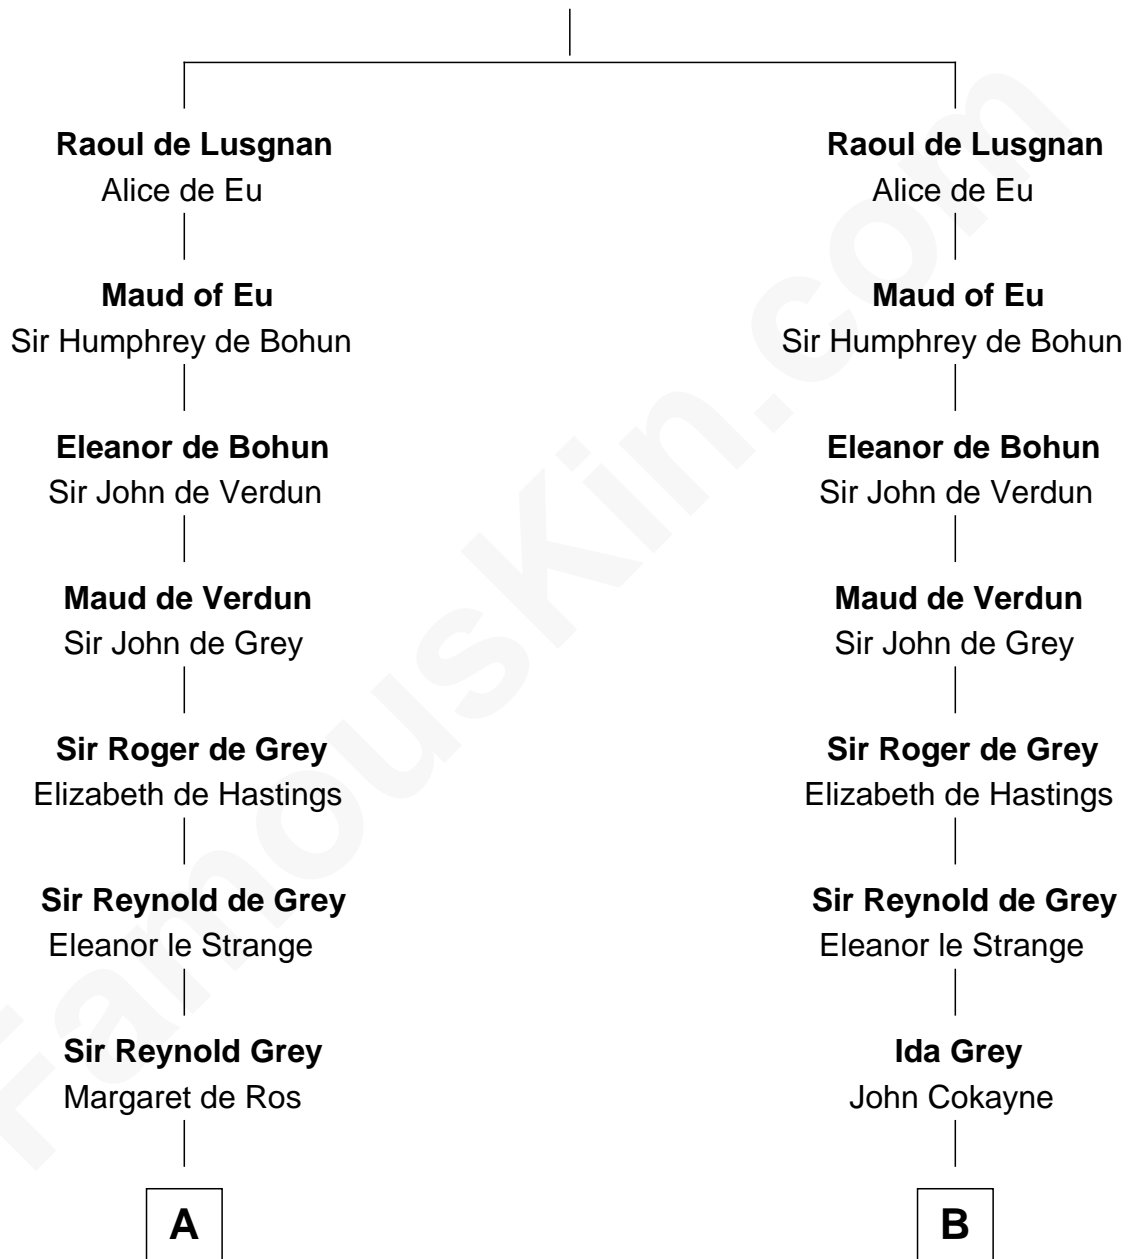 Raoul de Lusgnan
Alice de Eu
Maud of Eu
Sir Humphrey de Bohun
Eleanor de Bohun
Sir John de Verdun
Maud de Verdun
Sir John de Grey
Sir Roger de Grey
Elizabeth de Hastings
Sir Reynold de Grey
Eleanor le Strange
Sir Reynold Grey
Margaret de Ros
A
Raoul de Lusgnan
Alice de Eu
Maud of Eu
Sir Humphrey de Bohun
Eleanor de Bohun
Sir John de Verdun
Maud de Verdun
Sir John de Grey
Sir Roger de Grey
Elizabeth de Hastings
Sir Reynold de Grey
Eleanor le Strange
Ida Grey
John Cokayne
B
FamousKin.com